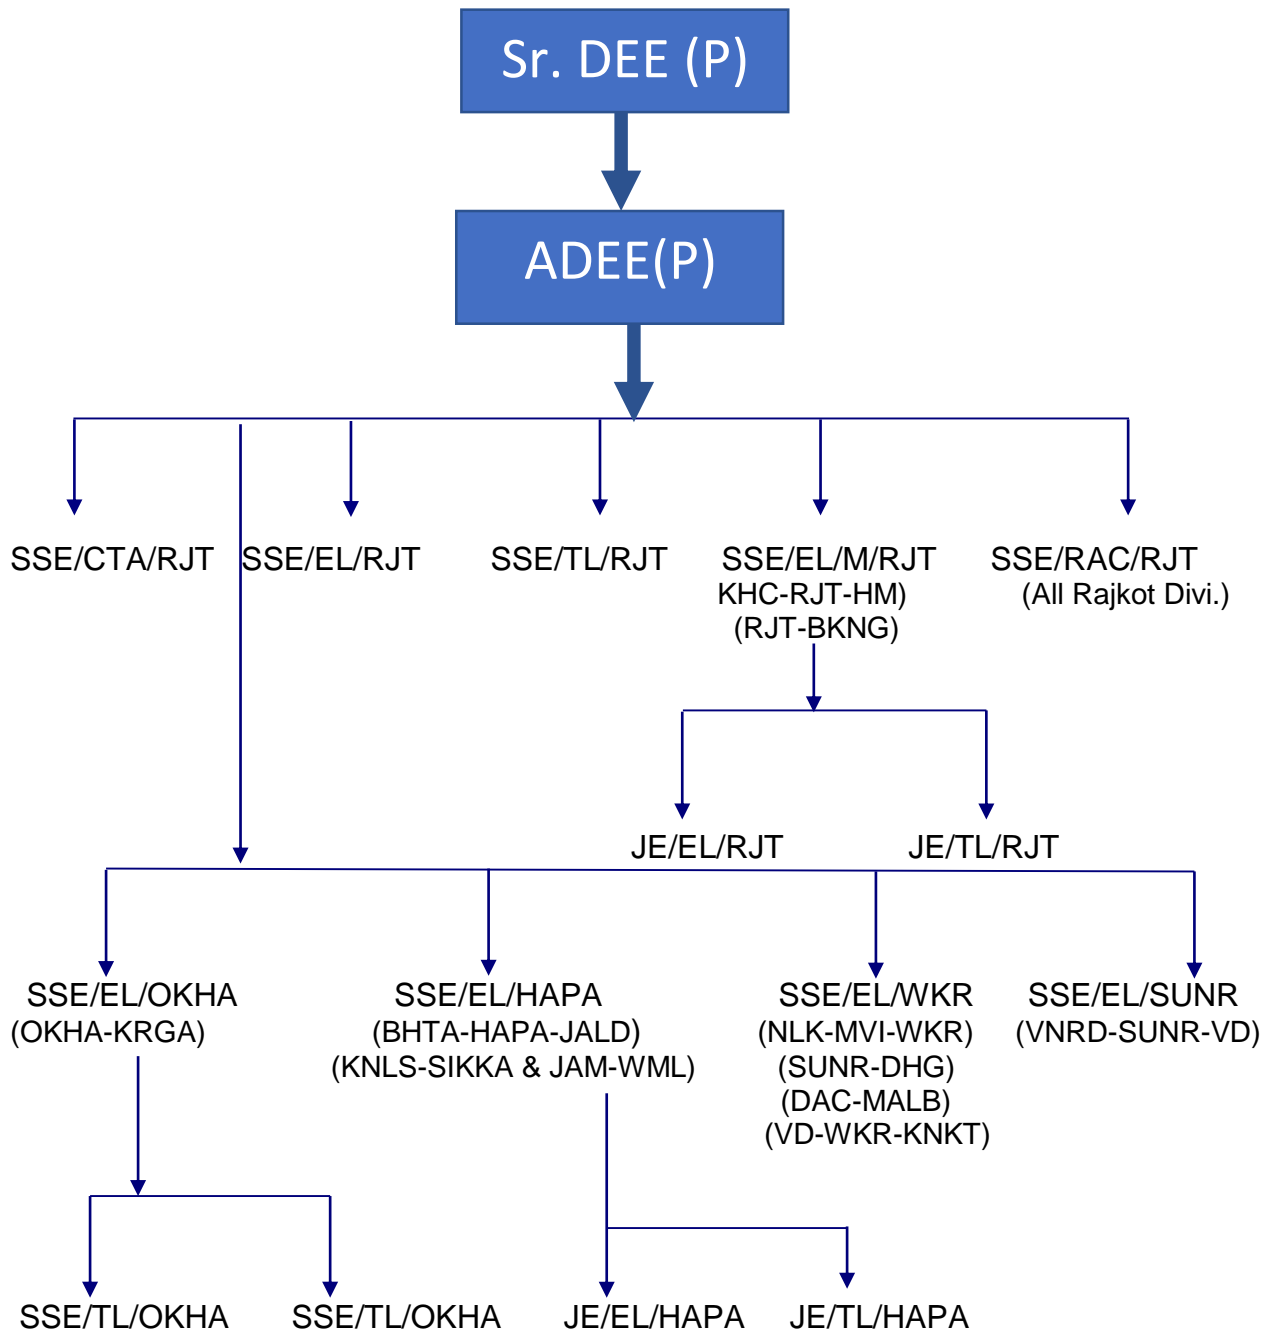 Sr. DEE (P)
ADEE(P)
SSE/CTA/RJT SSE/EL/RJT SSE/TL/RJT SSE/EL/M/RJT SSE/RAC/RJT
KHC-RJT-HM) (All Rajkot Divi.)
(RJT-BKNG)
JE/EL/RJT JE/TL/RJT
SSE/EL/OKHA SSE/EL/HAPA SSE/EL/WKR SSE/EL/SUNR
(OKHA-KRGA) (BHTA-HAPA-JALD) (NLK-MVI-WKR) (VNRD-SUNR-VD)
(KNLS-SIKKA & JAM-WML) (SUNR-DHG)
(DAC-MALB)
(VD-WKR-KNKT)
SSE/TL/OKHA SSE/TL/OKHA JE/EL/HAPA JE/TL/HAPA